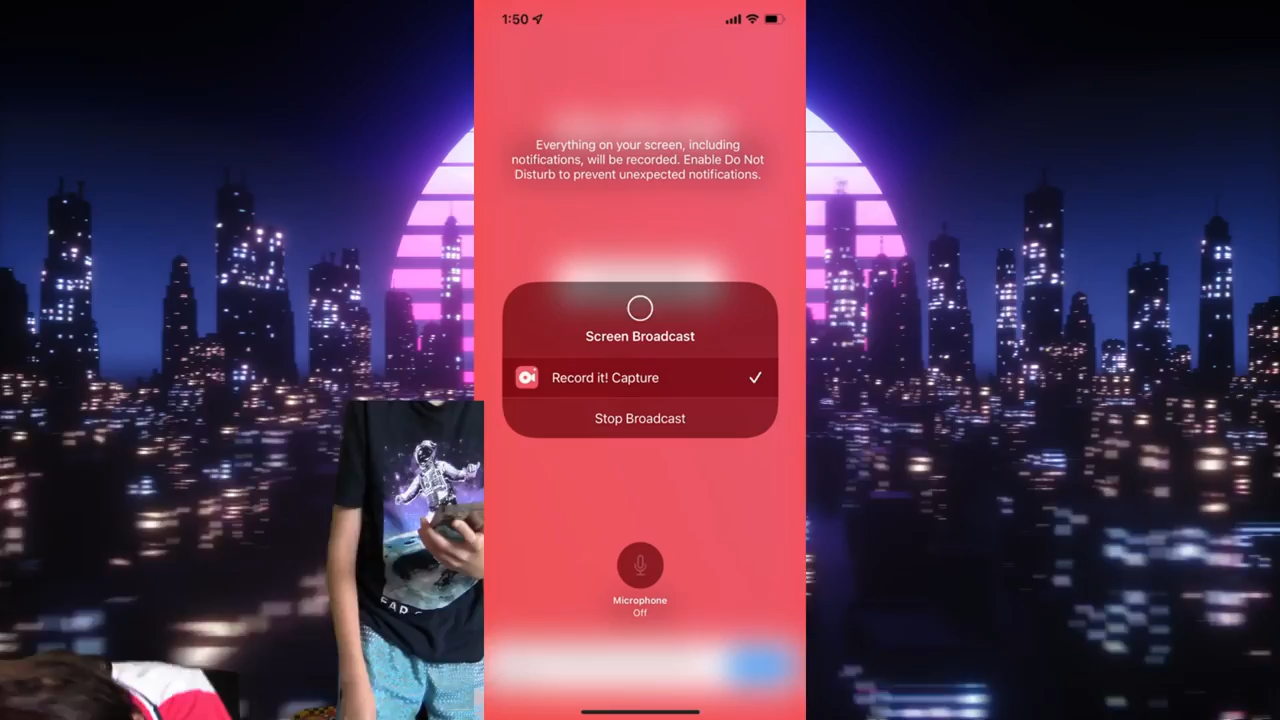 1:50
Everything on your screen, including
notifications, will be recorded. Enable Do Not
Disturb to prevent unexpected notifications.
Screen Broadcast
Record it! Capture
Stop Broadcast
Microphone
Off